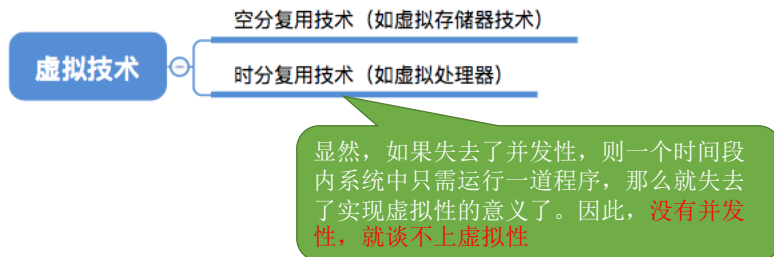 空分复用技术（如虚拟存储器技术）
虚拟技术
时分复用技术（如虚拟处理器）
显然，如果失去了并发性，则一个时间段
内系统中只需运行一道程序，那么就失去
了实现虚拟性的意义了。因此，没有并发
性，就谈不上虚拟性